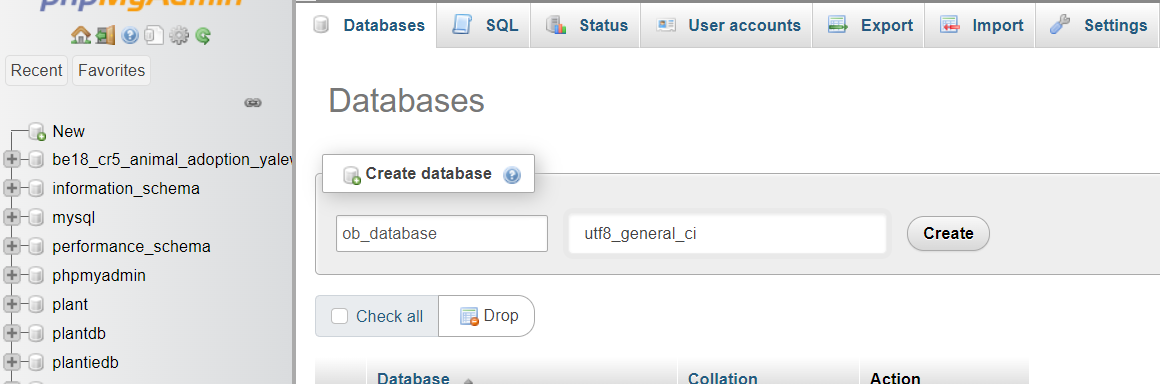 phpMyAdmin
Recent
Favorites
New
be18_cr5_animal_adoption_yalew
information_schema
mysql
performance_schema
phpmyadmin
plant
plantdb
plantiedb
Databases
SQL
Status
User accounts
Export
Import
Settings
Databases
Create database
ob_database
utf8_general_ci
Create
Check all
Drop
Database
Collation
Action